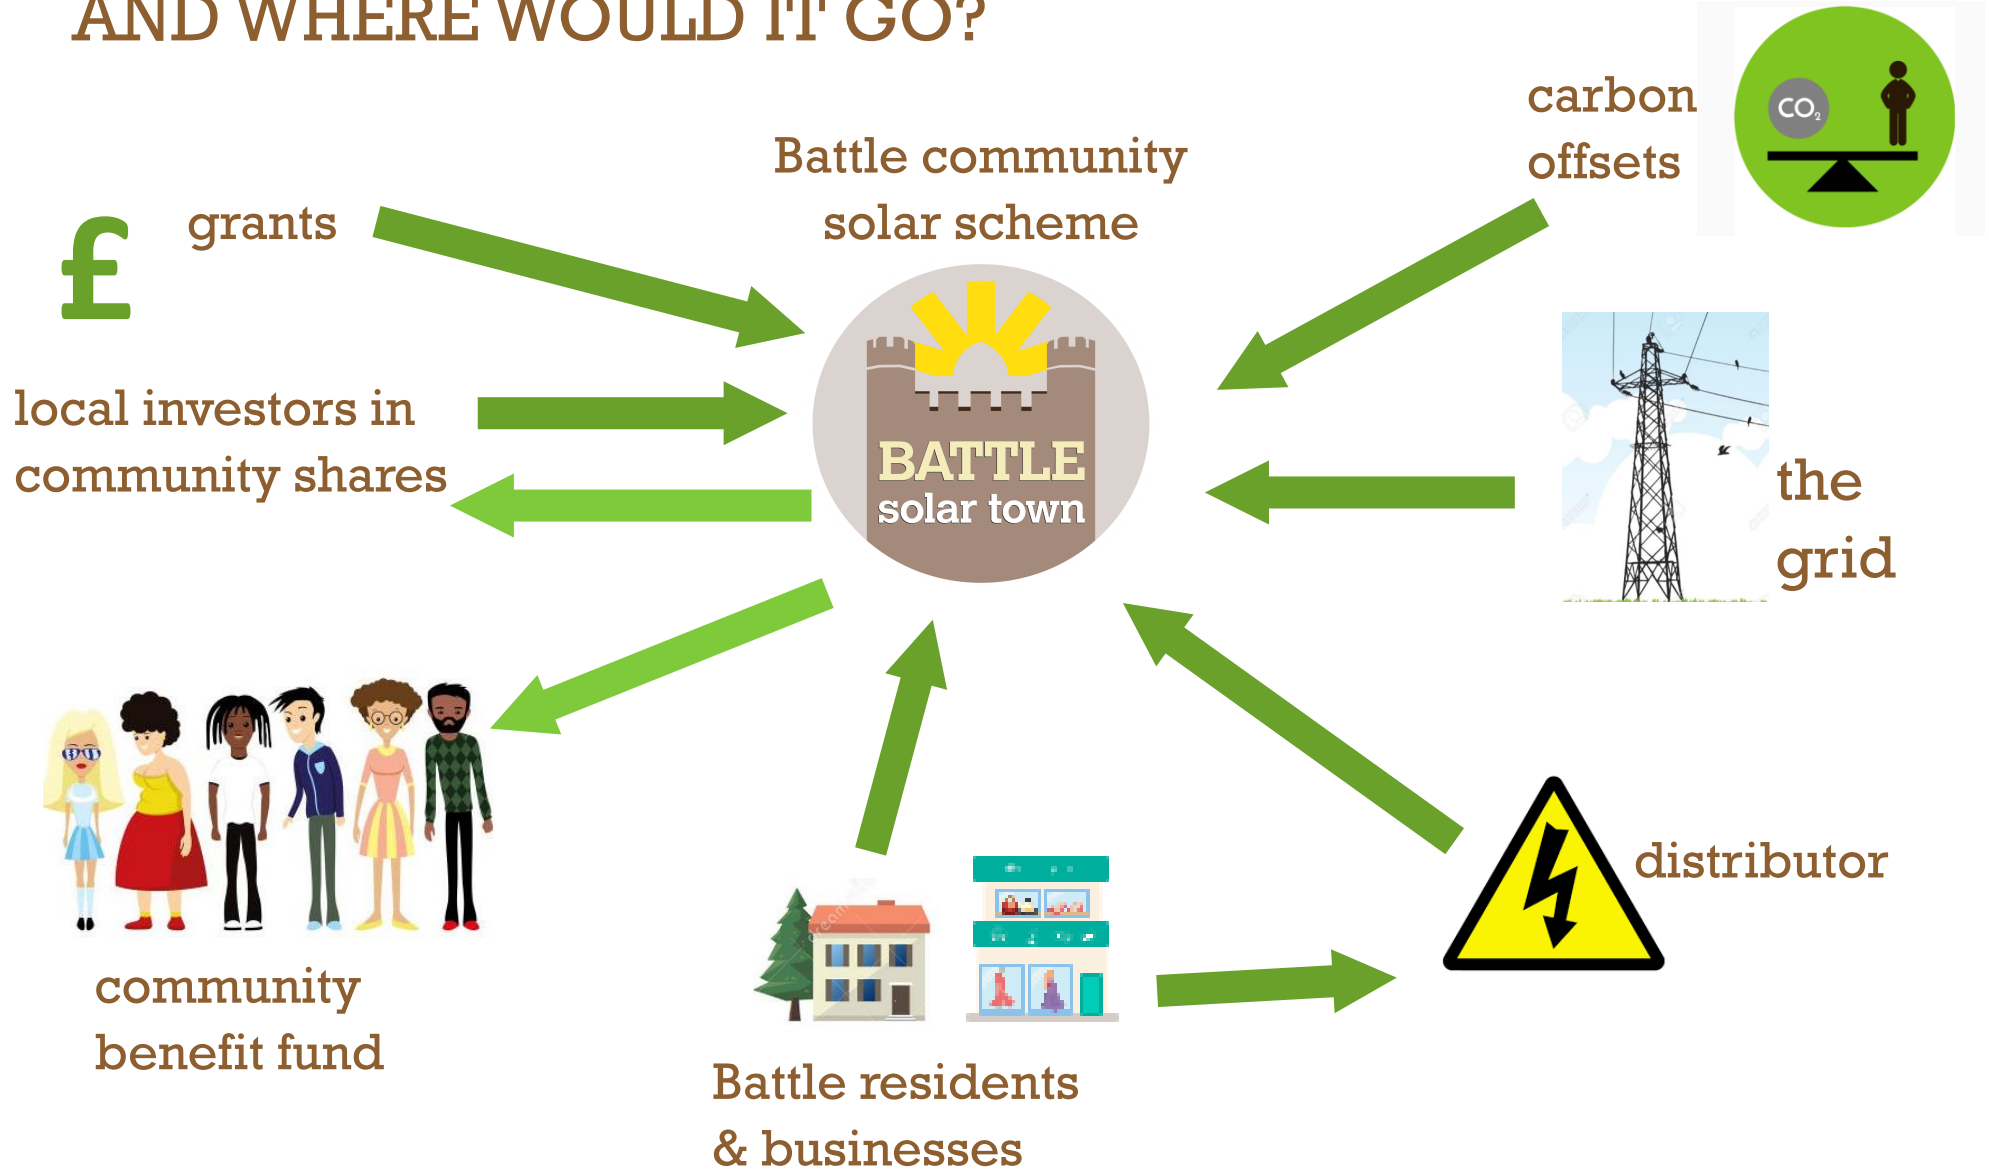 AND WHERE WOULD IT GO?
carbon
offsets
CO₂
Battle community
solar scheme
£
grants
local investors in
community shares
BATTLE
solar town
the
grid
distributor
community
benefit fund
Battle residents
& businesses